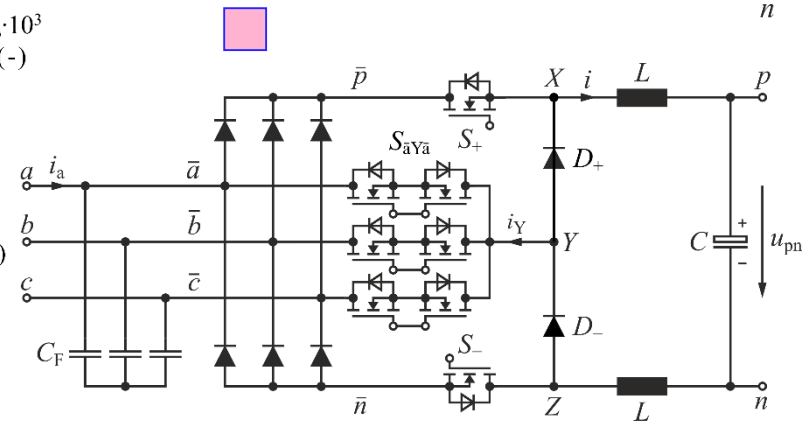 ·10³
n
(-)
p̄
X
i
L
p
S₊
S_āYā
a
i_a
ā
D₊
b
b̄
i_Y
Y
C
+
-
u_pn
)
c
c̄
C_F
S₋
D₋
n̄
Z
L
n